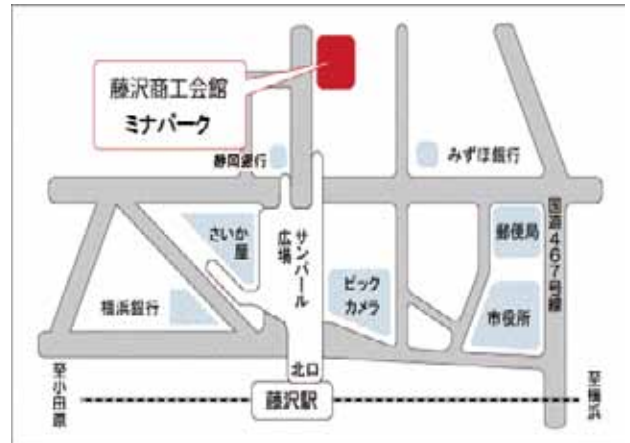 藤沢商工会館
ミナパーク
静岡銀行
みずほ銀行
さいか
屋
サンパール
広場
ビック
カメラ
郵便局
市役所
国道467号線
横浜銀行
北口
藤沢駅
至小田原
至横浜